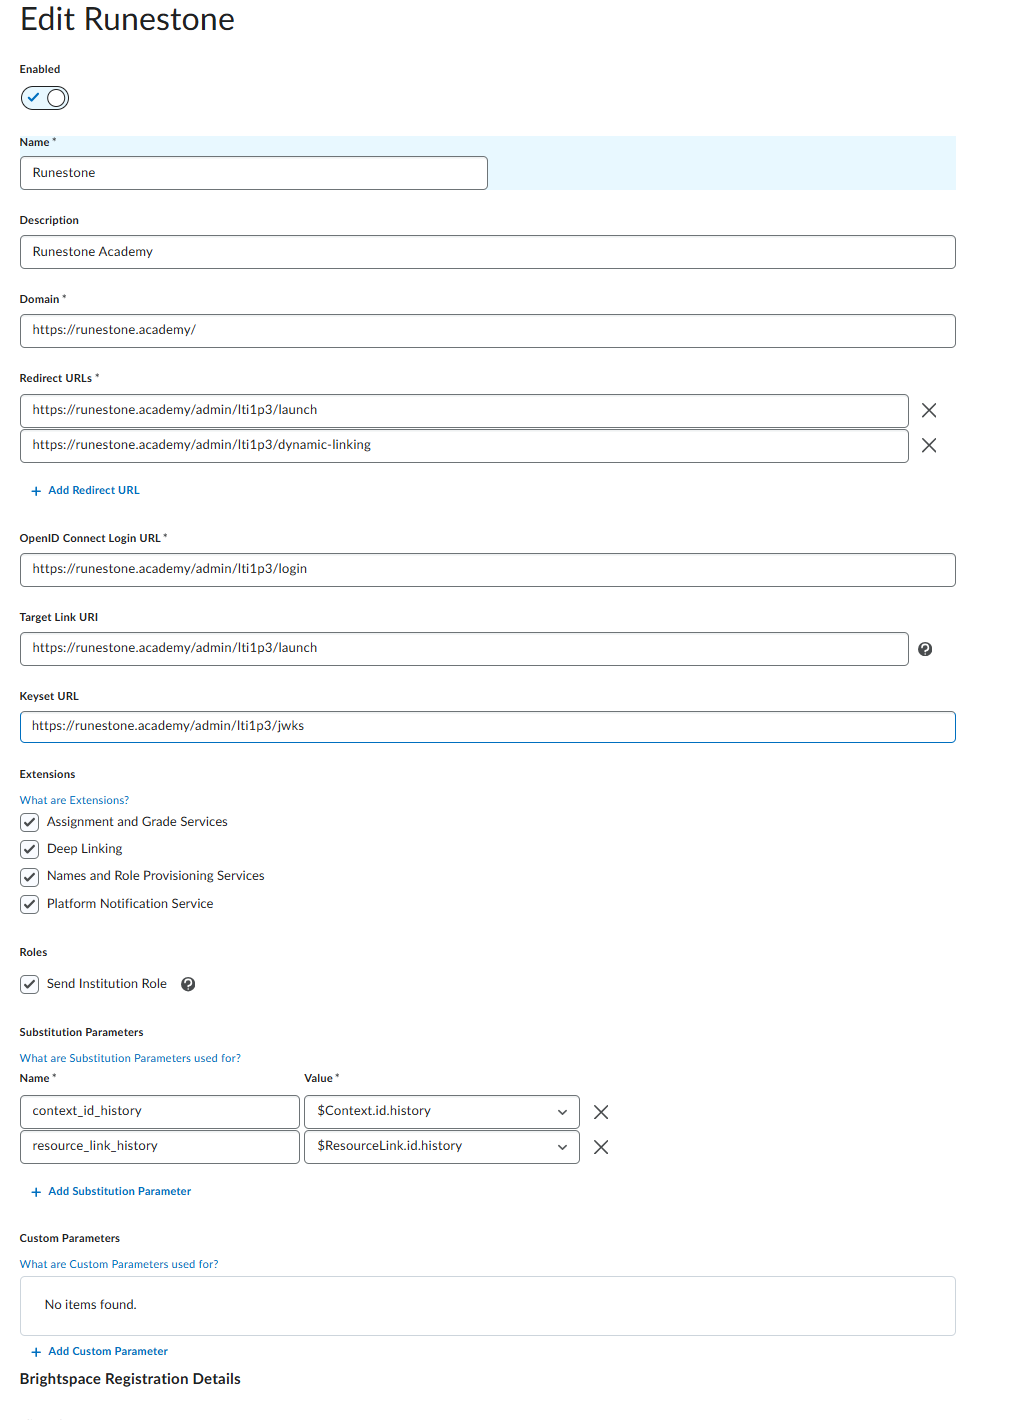 Edit Runestone
Enabled
Name *
Runestone
Description
Runestone Academy
Domain *
https://runestone.academy/
Redirect URLs *
https://runestone.academy/admin/lti1p3/launch
https://runestone.academy/admin/lti1p3/dynamic-linking
+ Add Redirect URL
OpenID Connect Login URL *
https://runestone.academy/admin/lti1p3/login
Target Link URI
https://runestone.academy/admin/lti1p3/launch
Keyset URL
https://runestone.academy/admin/lti1p3/jwks
Extensions
What are Extensions?
Assignment and Grade Services
Deep Linking
Names and Role Provisioning Services
Platform Notification Service
Roles
Send Institution Role
Substitution Parameters
What are Substitution Parameters used for?
Name * Value *
context_id_history $Context.id.history
resource_link_history $ResourceLink.id.history
+ Add Substitution Parameter
Custom Parameters
What are Custom Parameters used for?
No items found.
+ Add Custom Parameter
Brightspace Registration Details